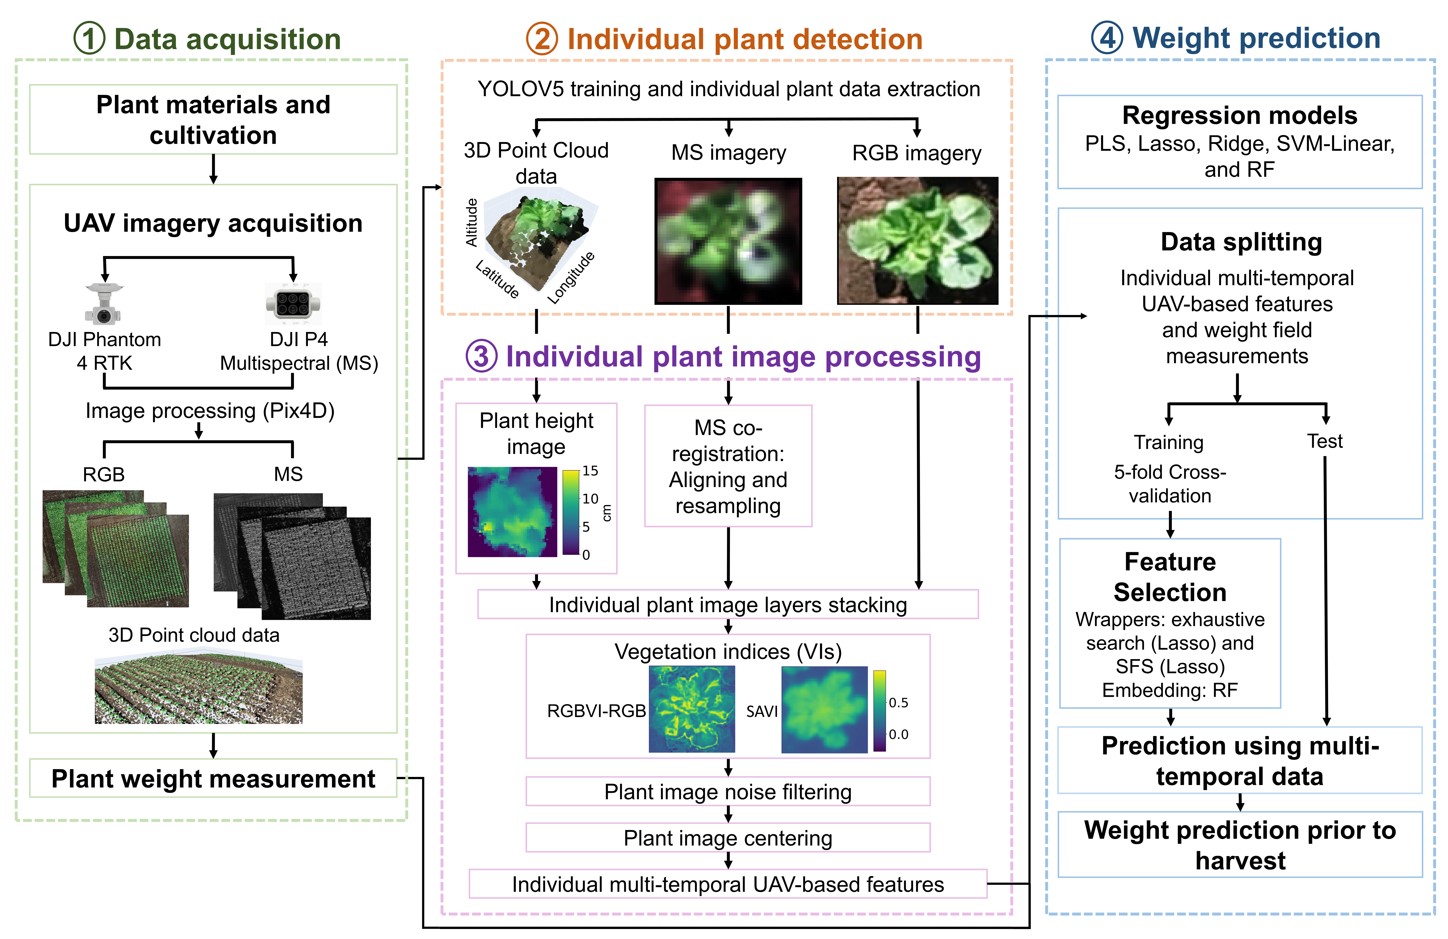 ① Data acquisition
Plant materials and
cultivation
UAV imagery acquisition
DJI Phantom
4 RTK
DJI P4
Multispectral (MS)
Image processing (Pix4D)
RGB
MS
3D Point cloud data
Plant weight measurement
② Individual plant detection
YOLOV5 training and individual plant data extraction
3D Point Cloud
data
Altitude
Latitude
Longitude
MS imagery
RGB imagery
③ Individual plant image processing
Plant height
image
15
10
5
0
cm
MS co-
registration:
Aligning and
resampling
Individual plant image layers stacking
Vegetation indices (VIs)
RGBVI-RGB
SAVI
0.5
0.0
Plant image noise filtering
Plant image centering
Individual multi-temporal UAV-based features
④ Weight prediction
Regression models
PLS, Lasso, Ridge, SVM-Linear,
and RF
Data splitting
Individual multi-temporal
UAV-based features
and weight field
measurements
Training
Test
5-fold Cross-
validation
Feature
Selection
Wrappers: exhaustive
search (Lasso) and
SFS (Lasso)
Embedding: RF
Prediction using multi-
temporal data
Weight prediction prior to
harvest